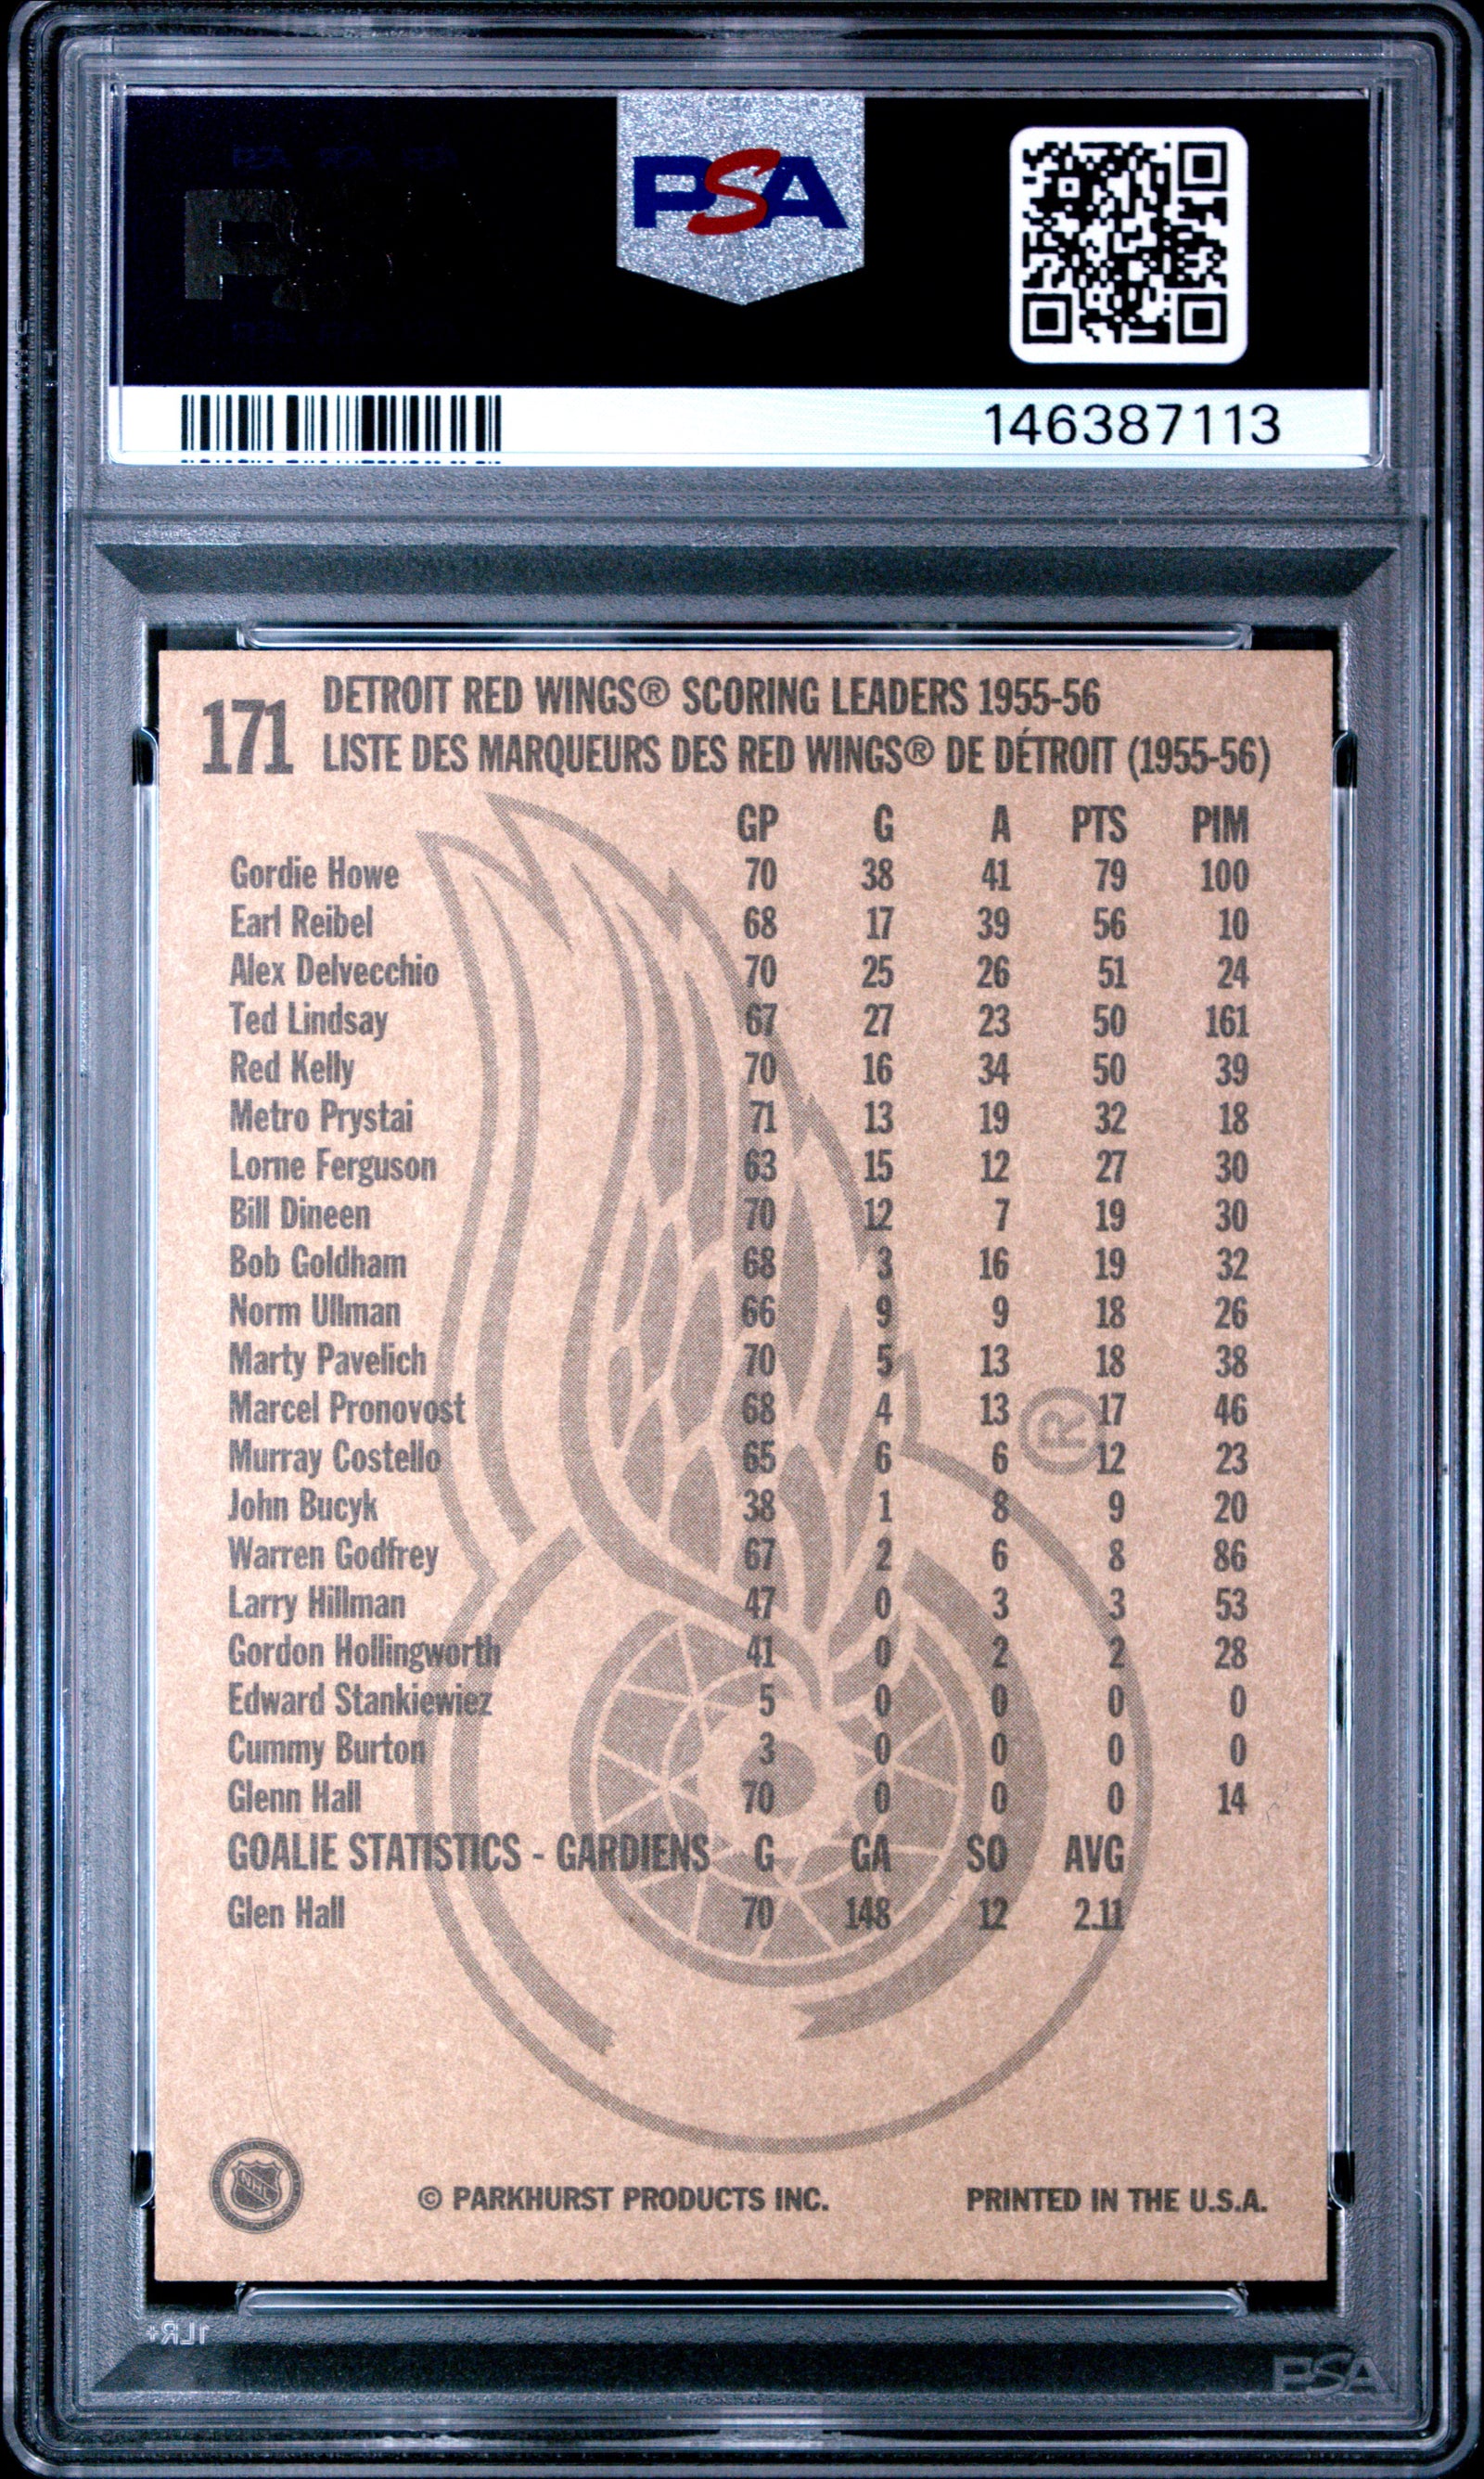 PSA
146387113
171
DETROIT RED WINGS® SCORING LEADERS 1955-56
LISTE DES MARQUEURS DES RED WINGS® DE DÉTROIT (1955-56)
GP G A PTS PIM
Gordie Howe 70 38 41 79 100
Earl Reibel 68 17 39 56 10
Alex Delvecchio 70 25 26 51 24
Ted Lindsay 67 27 23 50 161
Red Kelly 70 16 34 50 39
Metro Prystai 71 13 19 32 18
Lorne Ferguson 63 15 12 27 30
Bill Dineen 70 12 7 19 30
Bob Goldham 68 3 16 19 32
Norm Ullman 66 9 9 18 26
Marty Pavelich 70 5 13 18 38
Marcel Pronovost 68 4 13 17 46
Murray Costello 65 6 6 12 23
John Bucyk 38 1 8 9 20
Warren Godfrey 67 2 6 8 86
Larry Hillman 47 0 3 3 53
Gordon Hollingworth 41 0 2 2 28
Edward Stankiewiez 5 0 0 0 0
Cummy Burton 3 0 0 0 0
Glenn Hall 70 0 0 0 14
GOALIE STATISTICS - GARDIENS G GA SO AVG
Glen Hall 70 148 12 2.11
®
NHL
© PARKHURST PRODUCTS INC. PRINTED IN THE U.S.A.
1LR+
PSA